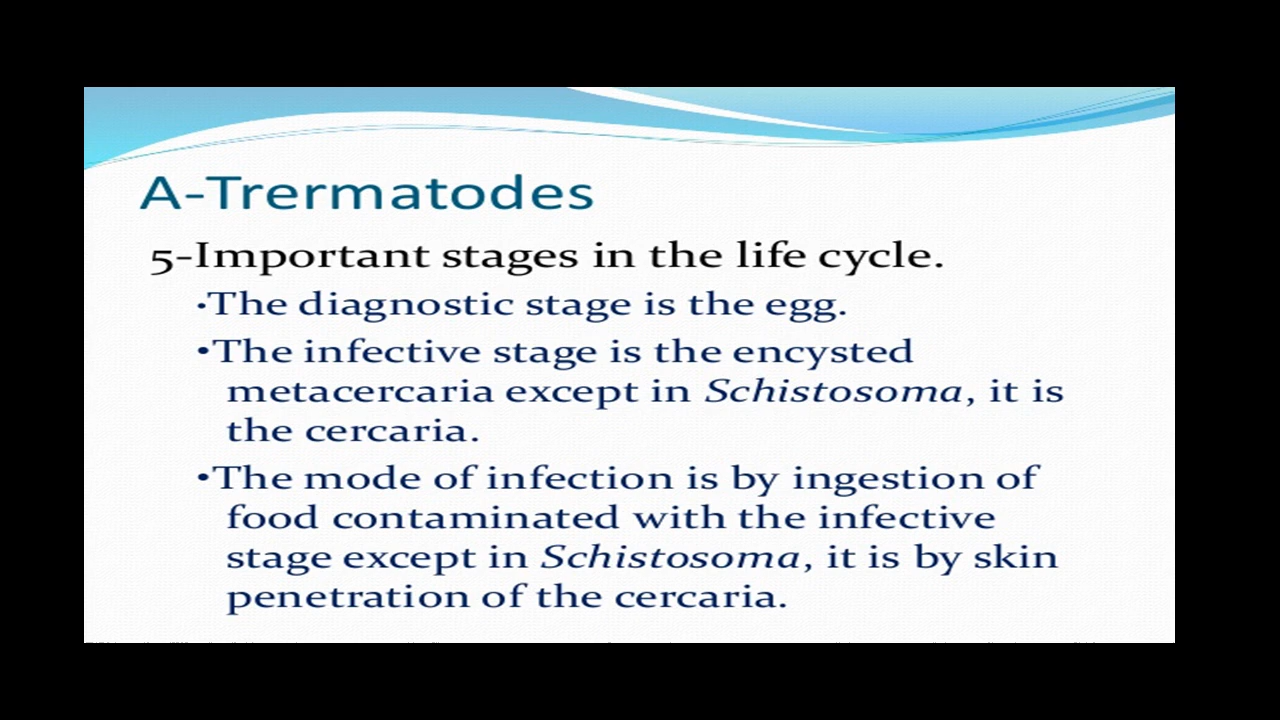 A-Trermatodes
5-Important stages in the life cycle.
•The diagnostic stage is the egg.
•The infective stage is the encysted
metacercaria except in Schistosoma, it is
the cercaria.
•The mode of infection is by ingestion of
food contaminated with the infective
stage except in Schistosoma, it is by skin
penetration of the cercaria.